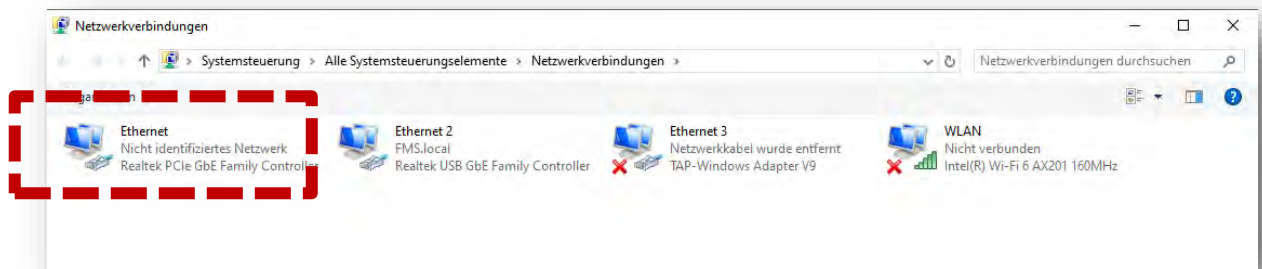 Netzwerkverbindungen
Systemsteuerung > Alle Systemsteuerungselemente > Netzwerkverbindungen >
Netzwerkverbindungen durchsuchen
Ethernet
Nicht identifiziertes Netzwerk
Realtek PCIe GbE Family Controller
Ethernet 2
FMS.local
Realtek USB GbE Family Controller
Ethernet 3
Netzwerkkabel wurde entfernt
TAP-Windows Adapter V9
WLAN
Nicht verbunden
Intel(R) Wi-Fi 6 AX201 160MHz